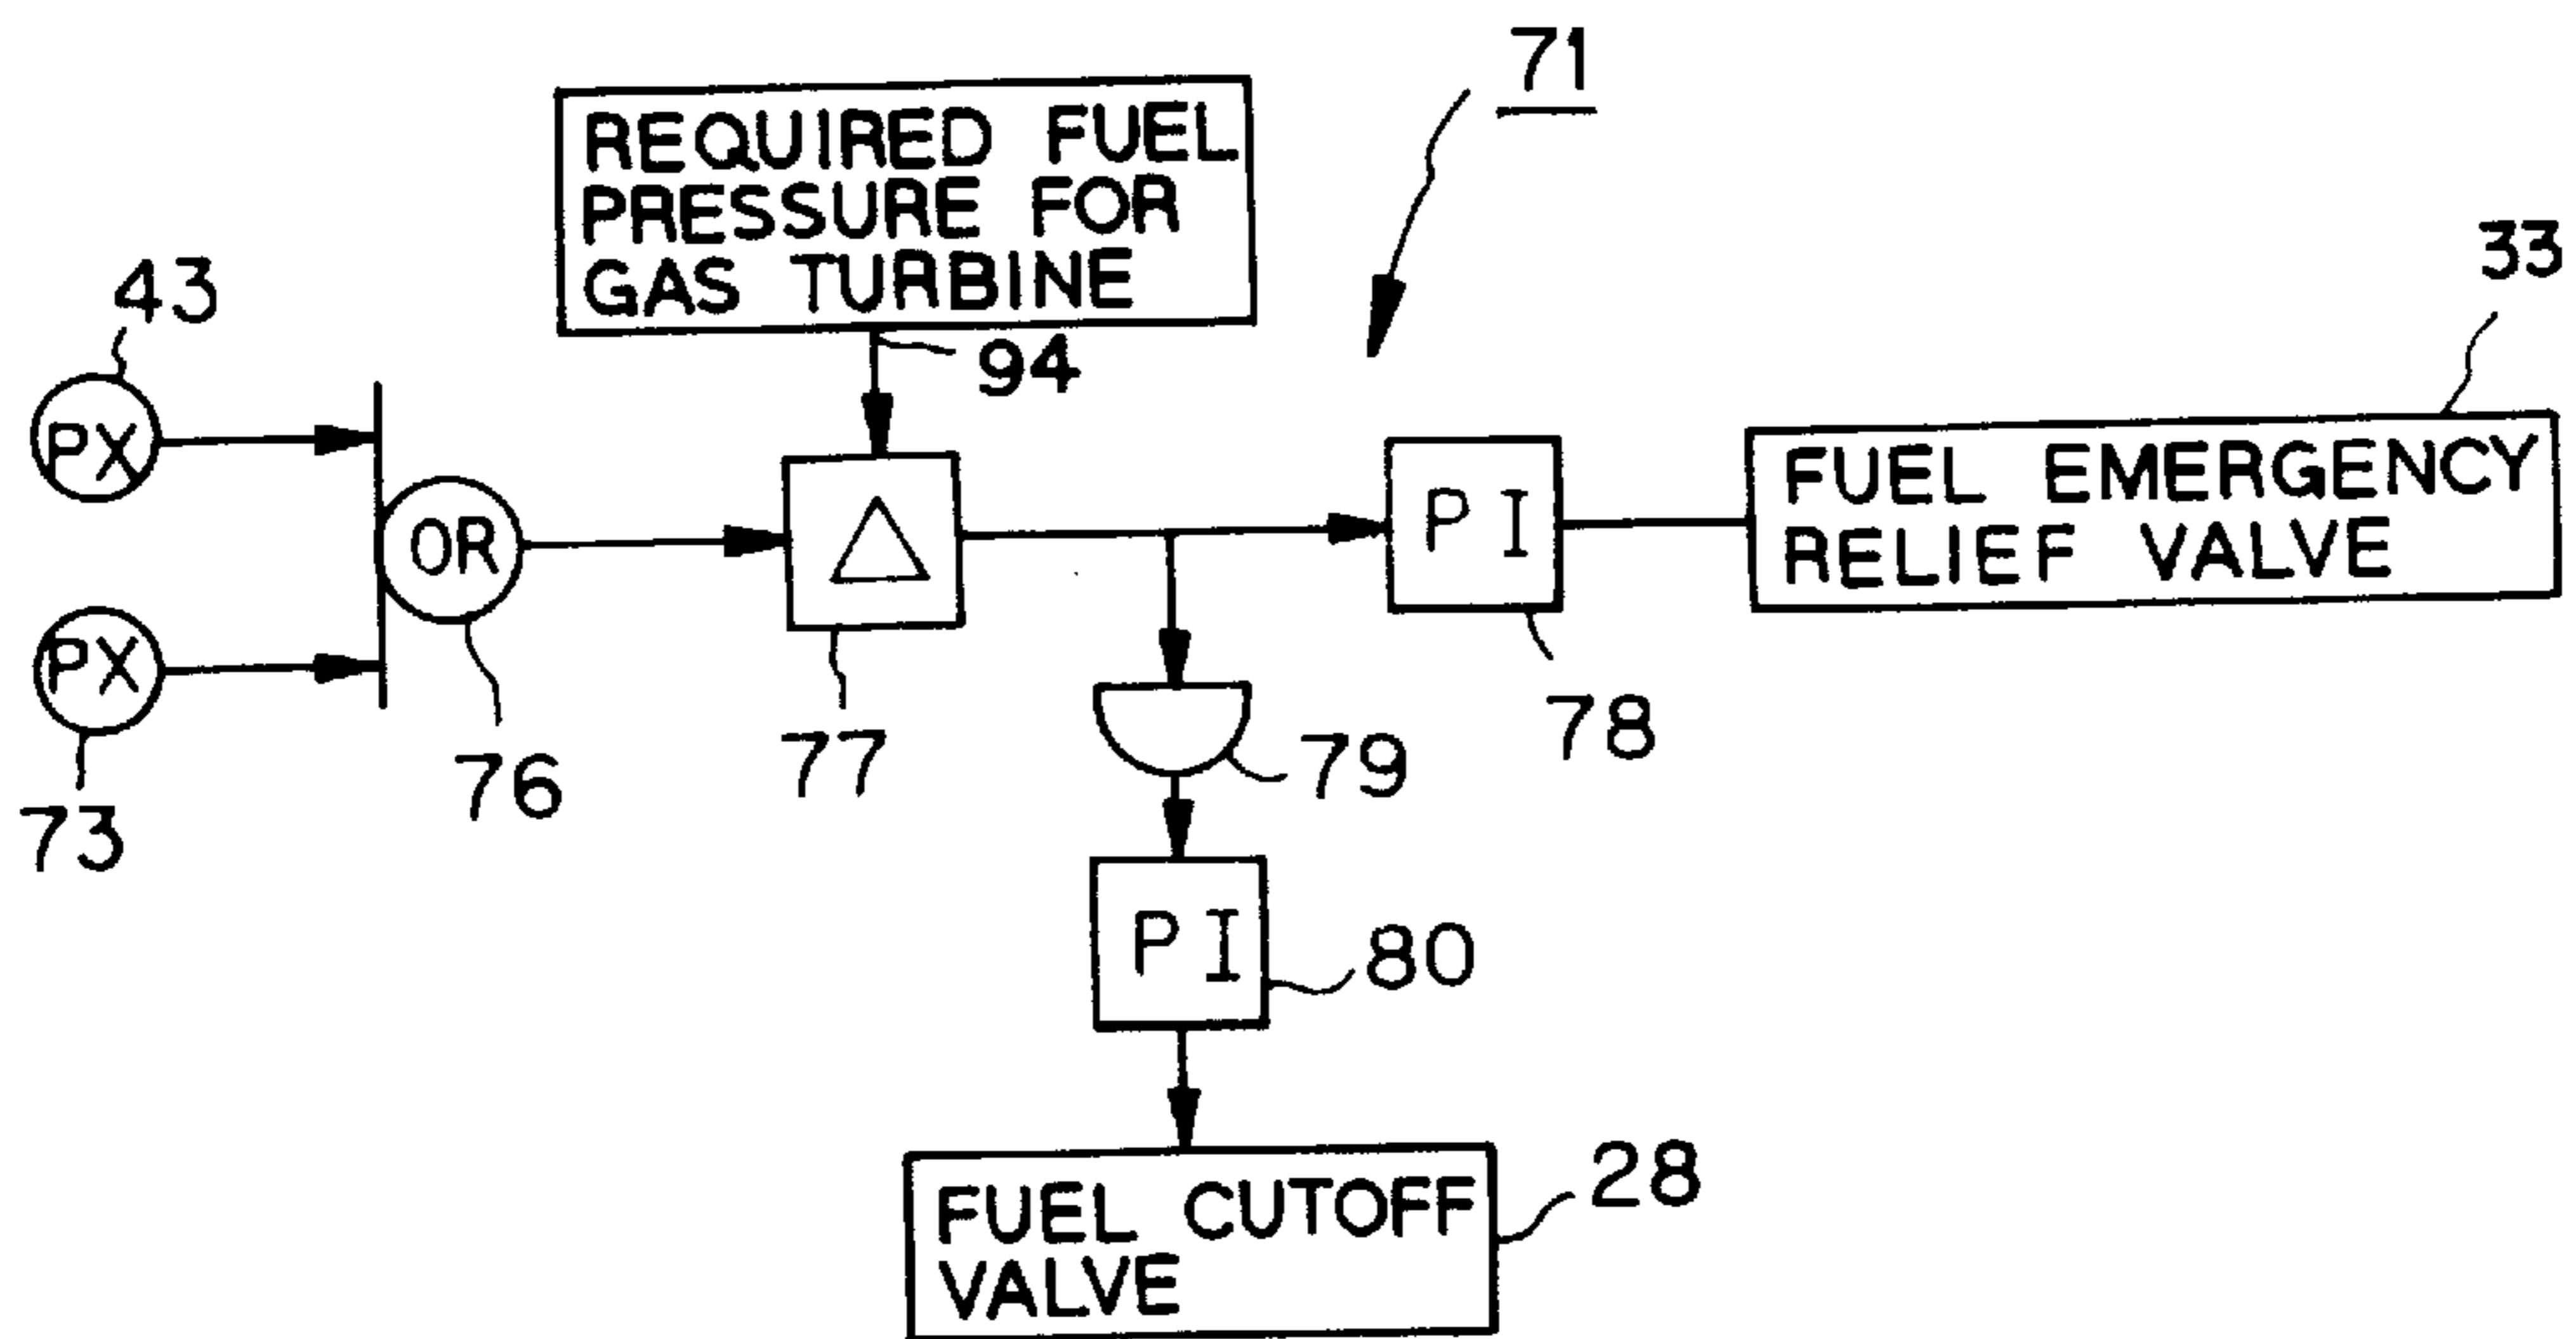 71
REQUIRED FUEL
PRESSURE FOR
GAS TURBINE
94
43
PX
33
FUEL EMERGENCY
RELIEF VALVE
OR
PI
PX
73
76
77
78
79
PI
80
FUEL CUTOFF
VALVE
28